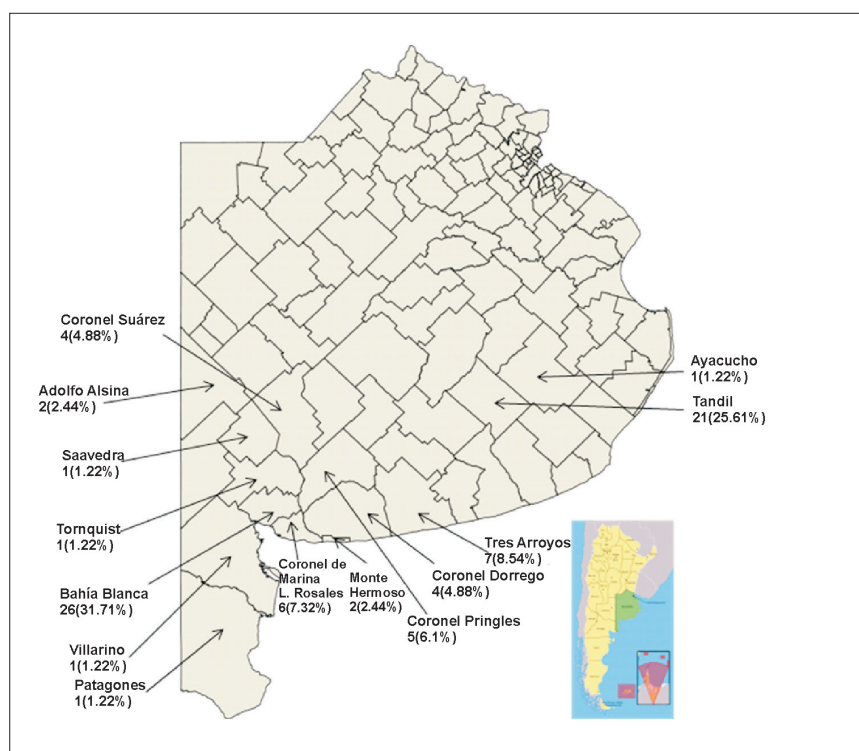 Coronel Suárez
4(4.88%)
Adolfo Alsina
2(2.44%)
Saavedra
1(1.22%)
Tornquist
1(1.22%)
Bahía Blanca
26(31.71%)
Villarino
1(1.22%)
Patagones
1(1.22%)
Coronel de
Marina
L. Rosales
6(7.32%)
Monte
Hermoso
2(2.44%)
Coronel Pringles
5(6.1%)
Coronel Dorrego
4(4.88%)
Tres Arroyos
7(8.54%)
Ayacucho
1(1.22%)
Tandil
21(25.61%)